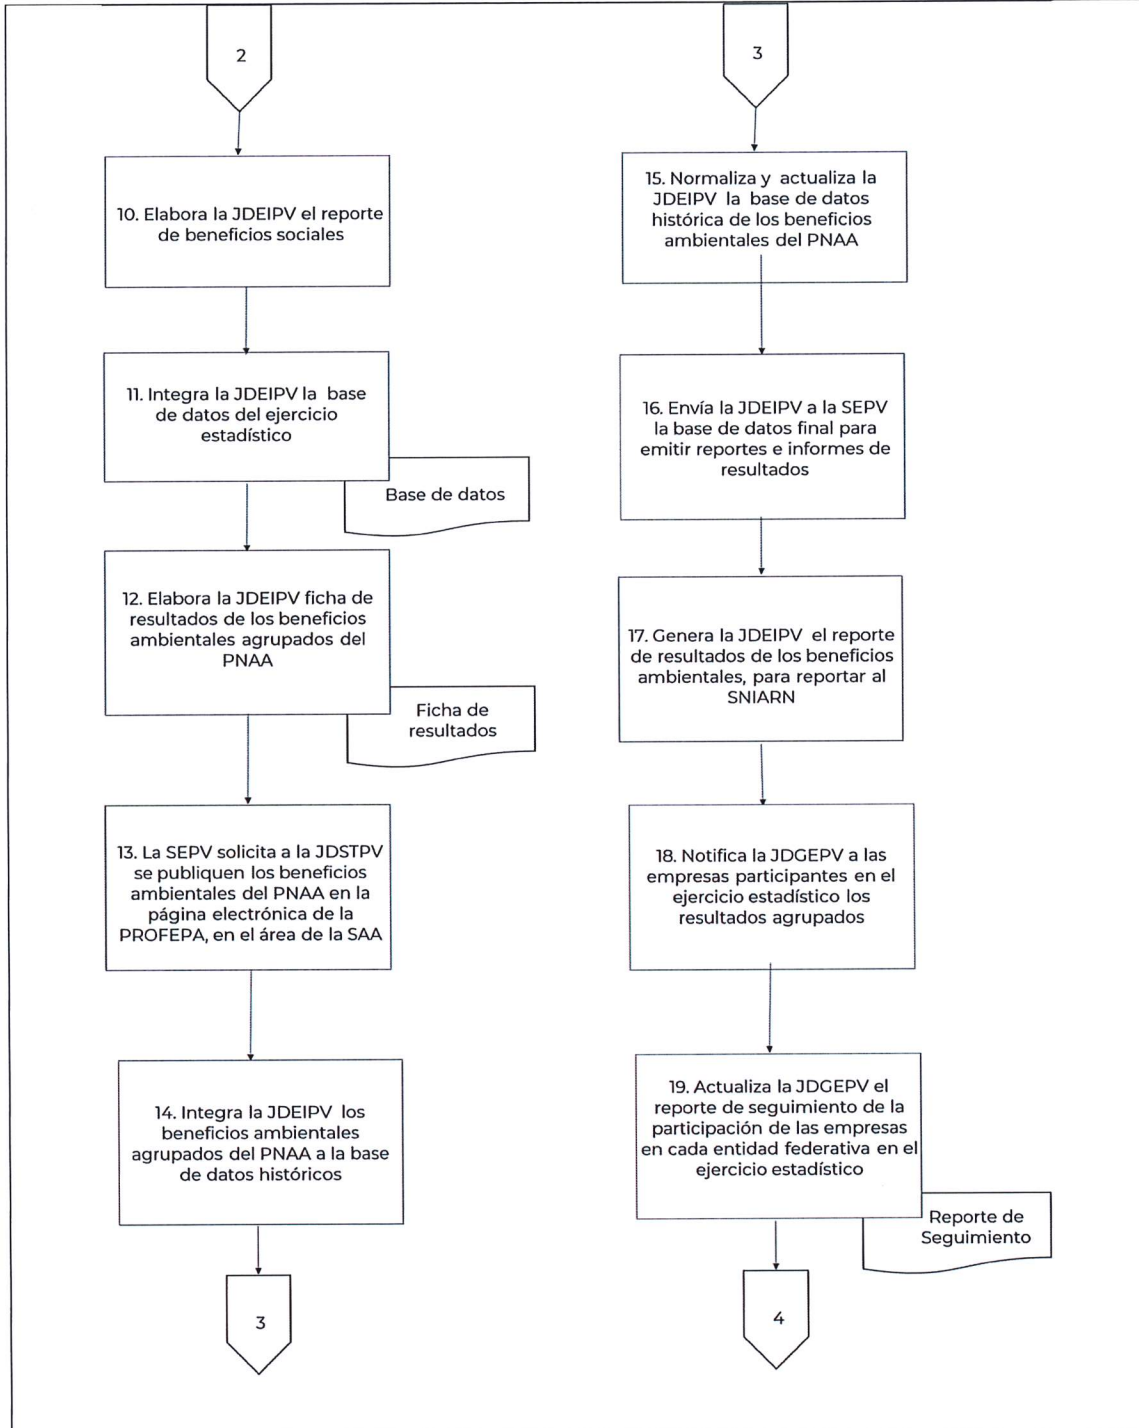 2
10. Elabora la JDEIPV el reporte
de beneficios sociales
11. Integra la JDEIPV la base
de datos del ejercicio
estadístico
Base de datos
12. Elabora la JDEIPV ficha de
resultados de los beneficios
ambientales agrupados del
PNAA
Ficha de
resultados
13. La SEPV solicita a la JDSTPV
se publiquen los beneficios
ambientales del PNAA en la
página electrónica de la
PROFEPA, en el área de la SAA
14. Integra la JDEIPV los
beneficios ambientales
agrupados del PNAA a la base
de datos históricos
3
3
15. Normaliza y actualiza la
JDEIPV la base de datos
histórica de los beneficios
ambientales del PNAA
16. Envía la JDEIPV a la SEPV
la base de datos final para
emitir reportes e informes de
resultados
17. Genera la JDEIPV el reporte
de resultados de los beneficios
ambientales, para reportar al
SNIARN
18. Notifica la JDGEPV a las
empresas participantes en el
ejercicio estadístico los
resultados agrupados
19. Actualiza la JDGEPV el
reporte de seguimiento de la
participación de las empresas
en cada entidad federativa en el
ejercicio estadístico
Reporte de
Seguimiento
4